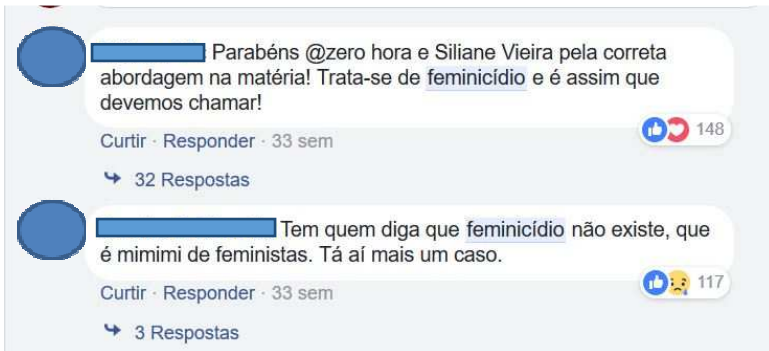 Parabéns @zero hora e Siliane Vieira pela correta
abordagem na matéria! Trata-se de feminicídio e é assim que
devemos chamar!
148
Curtir · Responder · 33 sem
32 Respostas
Tem quem diga que feminicídio não existe, que
é mimimi de feministas. Tá aí mais um caso.
117
Curtir · Responder · 33 sem
3 Respostas